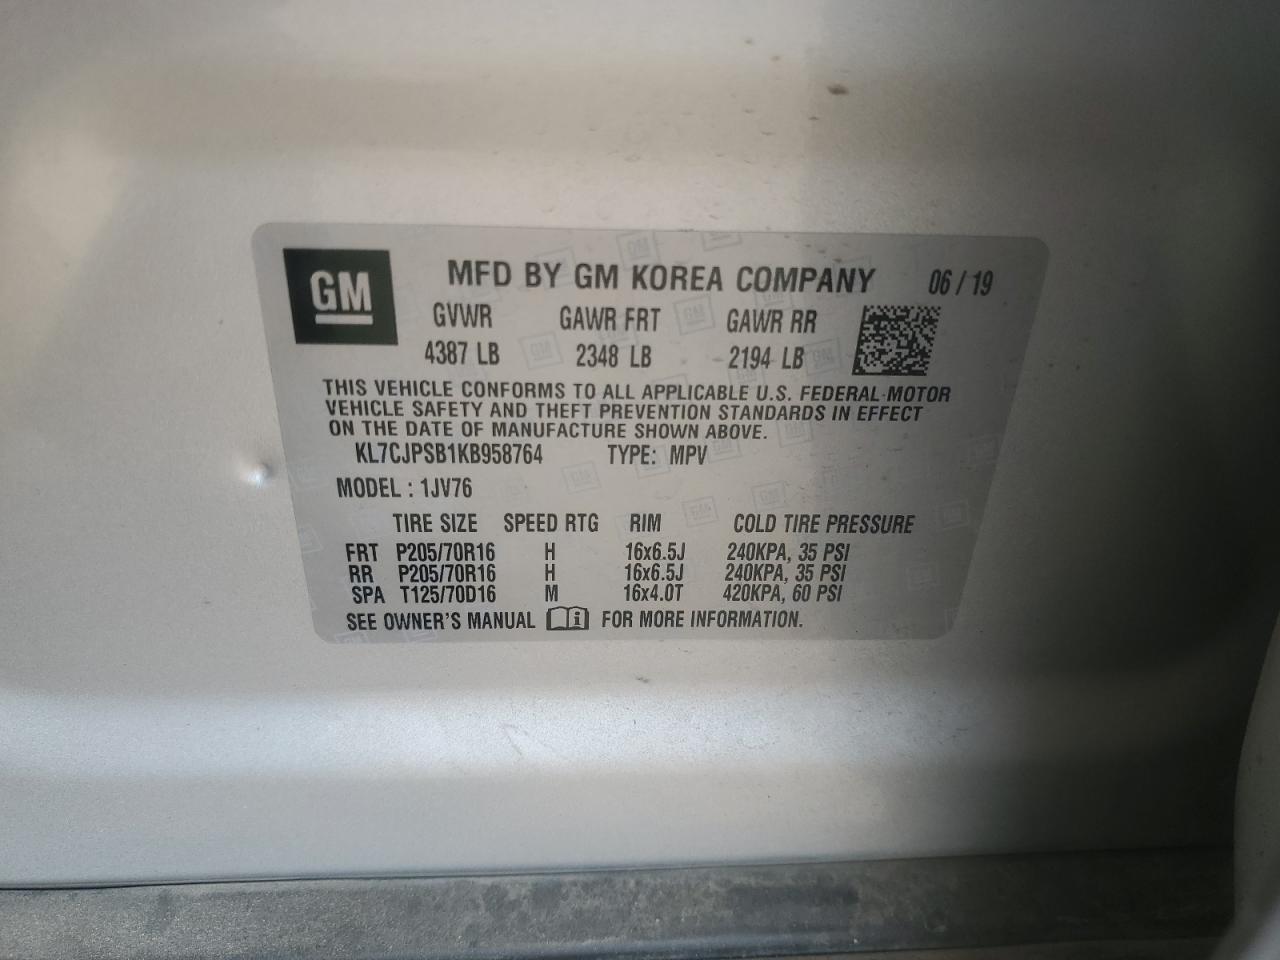 GM
MFD BY GM KOREA COMPANY 06 / 19
GVWR GAWR FRT GAWR RR
4387 LB 2348 LB 2194 LB
THIS VEHICLE CONFORMS TO ALL APPLICABLE U.S. FEDERAL MOTOR
VEHICLE SAFETY AND THEFT PREVENTION STANDARDS IN EFFECT
ON THE DATE OF MANUFACTURE SHOWN ABOVE.
KL7CJPSB1KB958764 TYPE: MPV
MODEL : 1JV76
TIRE SIZE SPEED RTG RIM COLD TIRE PRESSURE
FRT P205/70R16 H 16x6.5J 240KPA, 35 PSI
RR P205/70R16 H 16x6.5J 240KPA, 35 PSI
SPA T125/70D16 M 16x4.0T 420KPA, 60 PSI
SEE OWNER'S MANUAL FOR MORE INFORMATION.